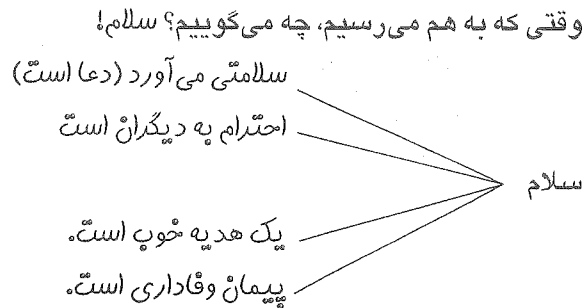 وقتی که به هم می‌رسیم، چه می‌گوییم؟ سلام!
سلامتی می‌آورد (دعا است)
احترام به دیگران است
سلام
یک هدیه خوب است.
پیمان وفاداری است.